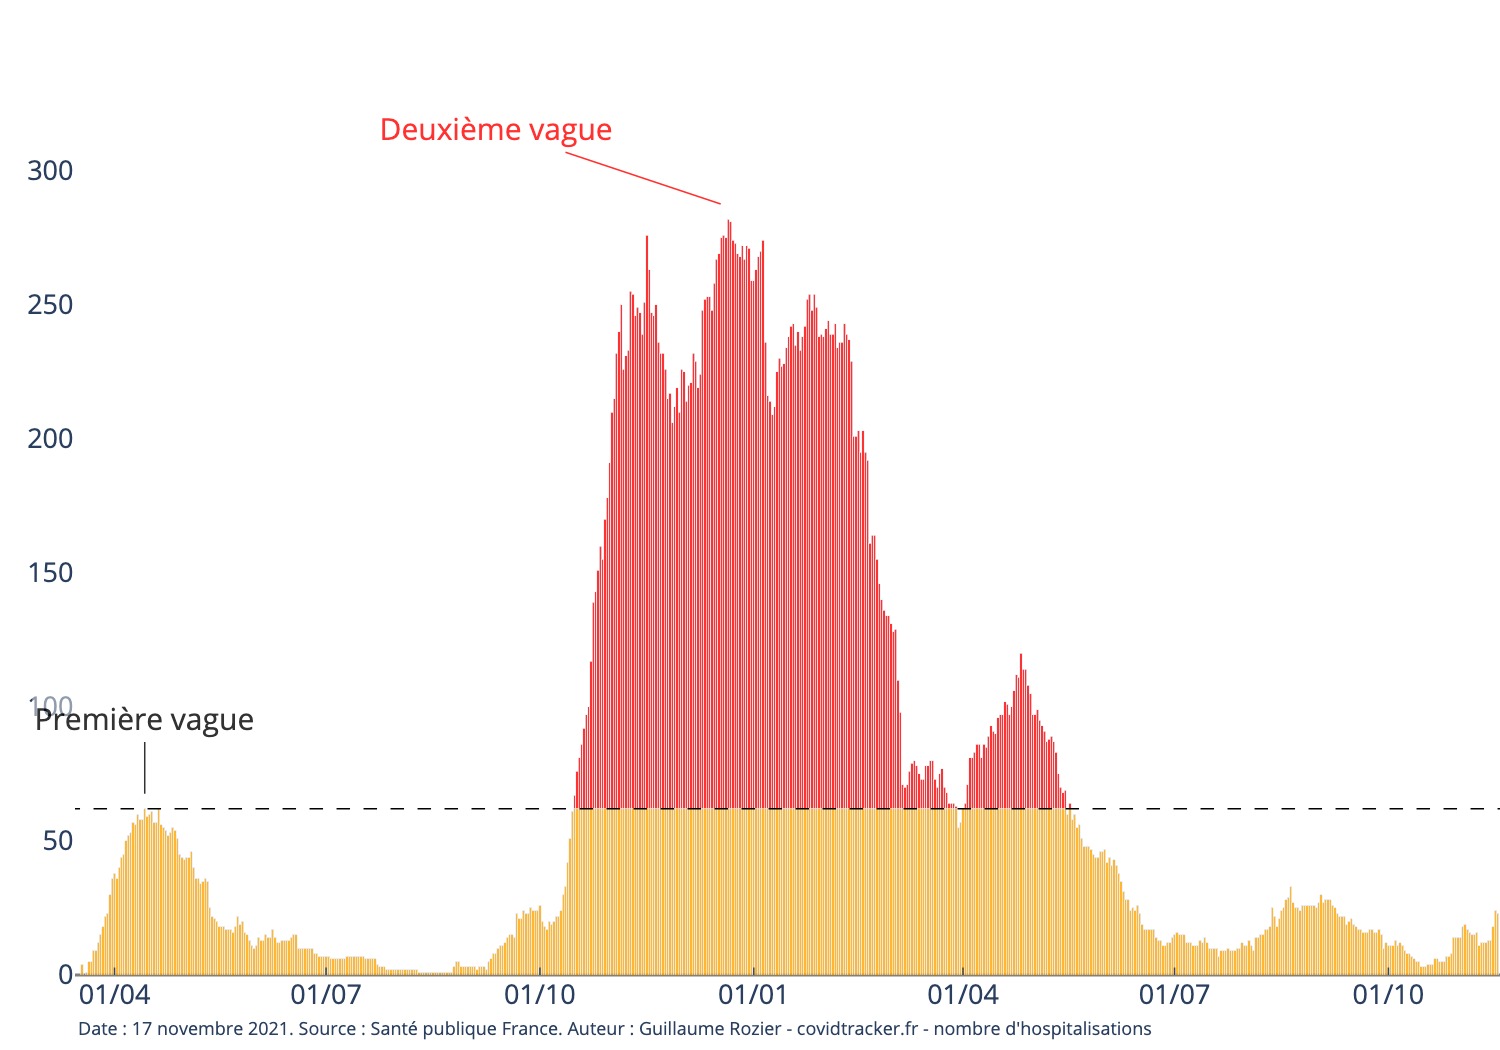 Deuxième vague
300
250
200
150
100
Première vague
50
0
01/04 01/07 01/10 01/01 01/04 01/07 01/10
Date : 17 novembre 2021. Source : Santé publique France. Auteur : Guillaume Rozier - covidtracker.fr - nombre d'hospitalisations